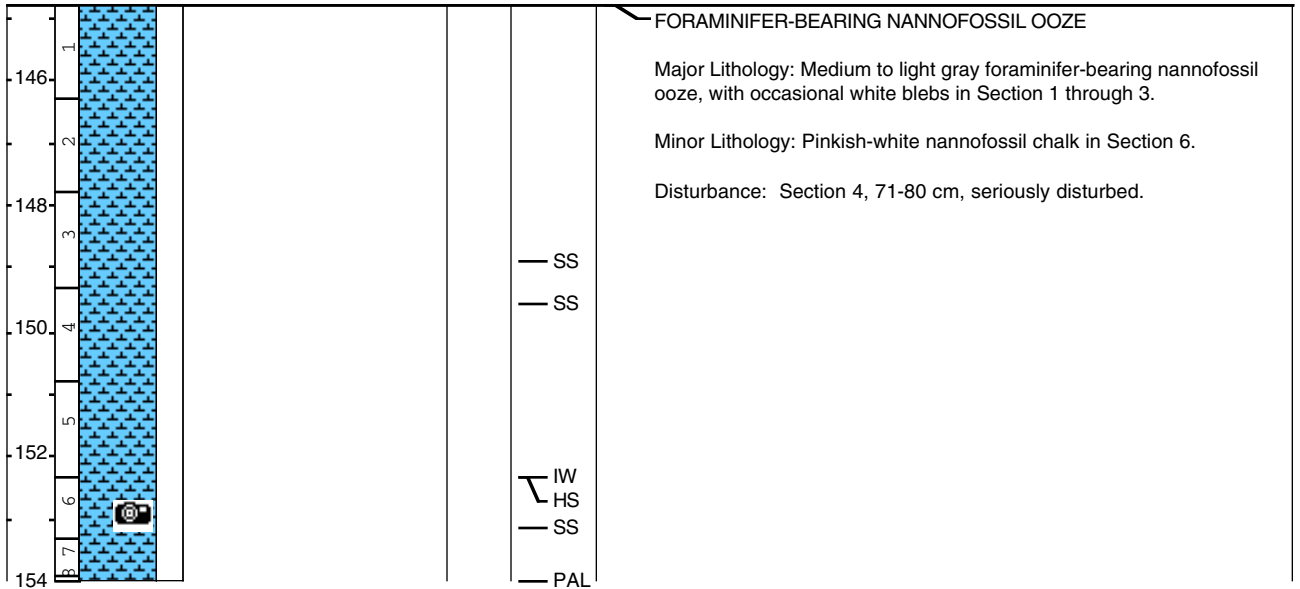 FORAMINIFER-BEARING NANNOFOSSIL OOZE
Major Lithology: Medium to light gray foraminifer-bearing nannofossil
ooze, with occasional white blebs in Section 1 through 3.
Minor Lithology: Pinkish-white nannofossil chalk in Section 6.
Disturbance: Section 4, 71-80 cm, seriously disturbed.
1
146
2
148
3
SS
SS
150
4
5
152
IW
6
HS
SS
7
8
154
PAL